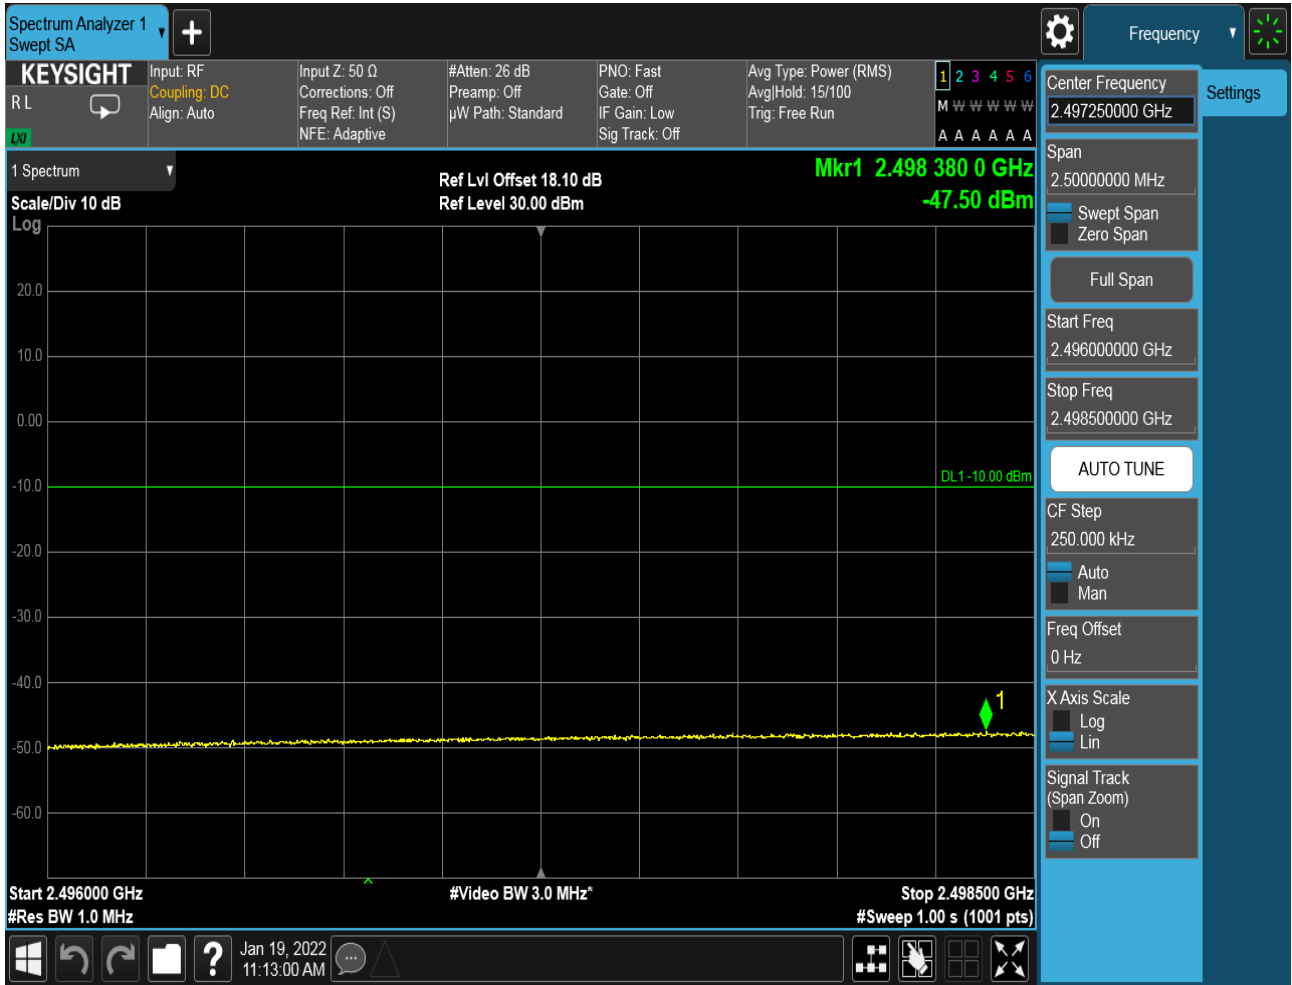 Spectrum Analyzer 1
Swept SA
Frequency
KEYSIGHT
R L
LXI
Input: RF
Coupling: DC
Align: Auto
Input Z: 50 Ω
Corrections: Off
Freq Ref: Int (S)
NFE: Adaptive
#Atten: 26 dB
Preamp: Off
µW Path: Standard
PNO: Fast
Gate: Off
IF Gain: Low
Sig Track: Off
Avg Type: Power (RMS)
Avg|Hold: 15/100
Trig: Free Run
1 2 3 4 5 6
M W W W W W
A A A A A A
1 Spectrum
Scale/Div 10 dB
Log
Ref Lvl Offset 18.10 dB
Ref Level 30.00 dBm
Mkr1 2.498 380 0 GHz
-47.50 dBm
20.0
10.0
0.00
-10.0
-20.0
-30.0
-40.0
-50.0
-60.0
DL1 -10.00 dBm
1
Start 2.496000 GHz
#Res BW 1.0 MHz
#Video BW 3.0 MHz*
Stop 2.498500 GHz
#Sweep 1.00 s (1001 pts)
Jan 19, 2022
11:13:00 AM
Center Frequency
2.497250000 GHz
Span
2.50000000 MHz
Swept Span
Zero Span
Full Span
Start Freq
2.496000000 GHz
Stop Freq
2.498500000 GHz
AUTO TUNE
CF Step
250.000 kHz
Auto
Man
Freq Offset
0 Hz
X Axis Scale
Log
Lin
Signal Track
(Span Zoom)
On
Off
Settings